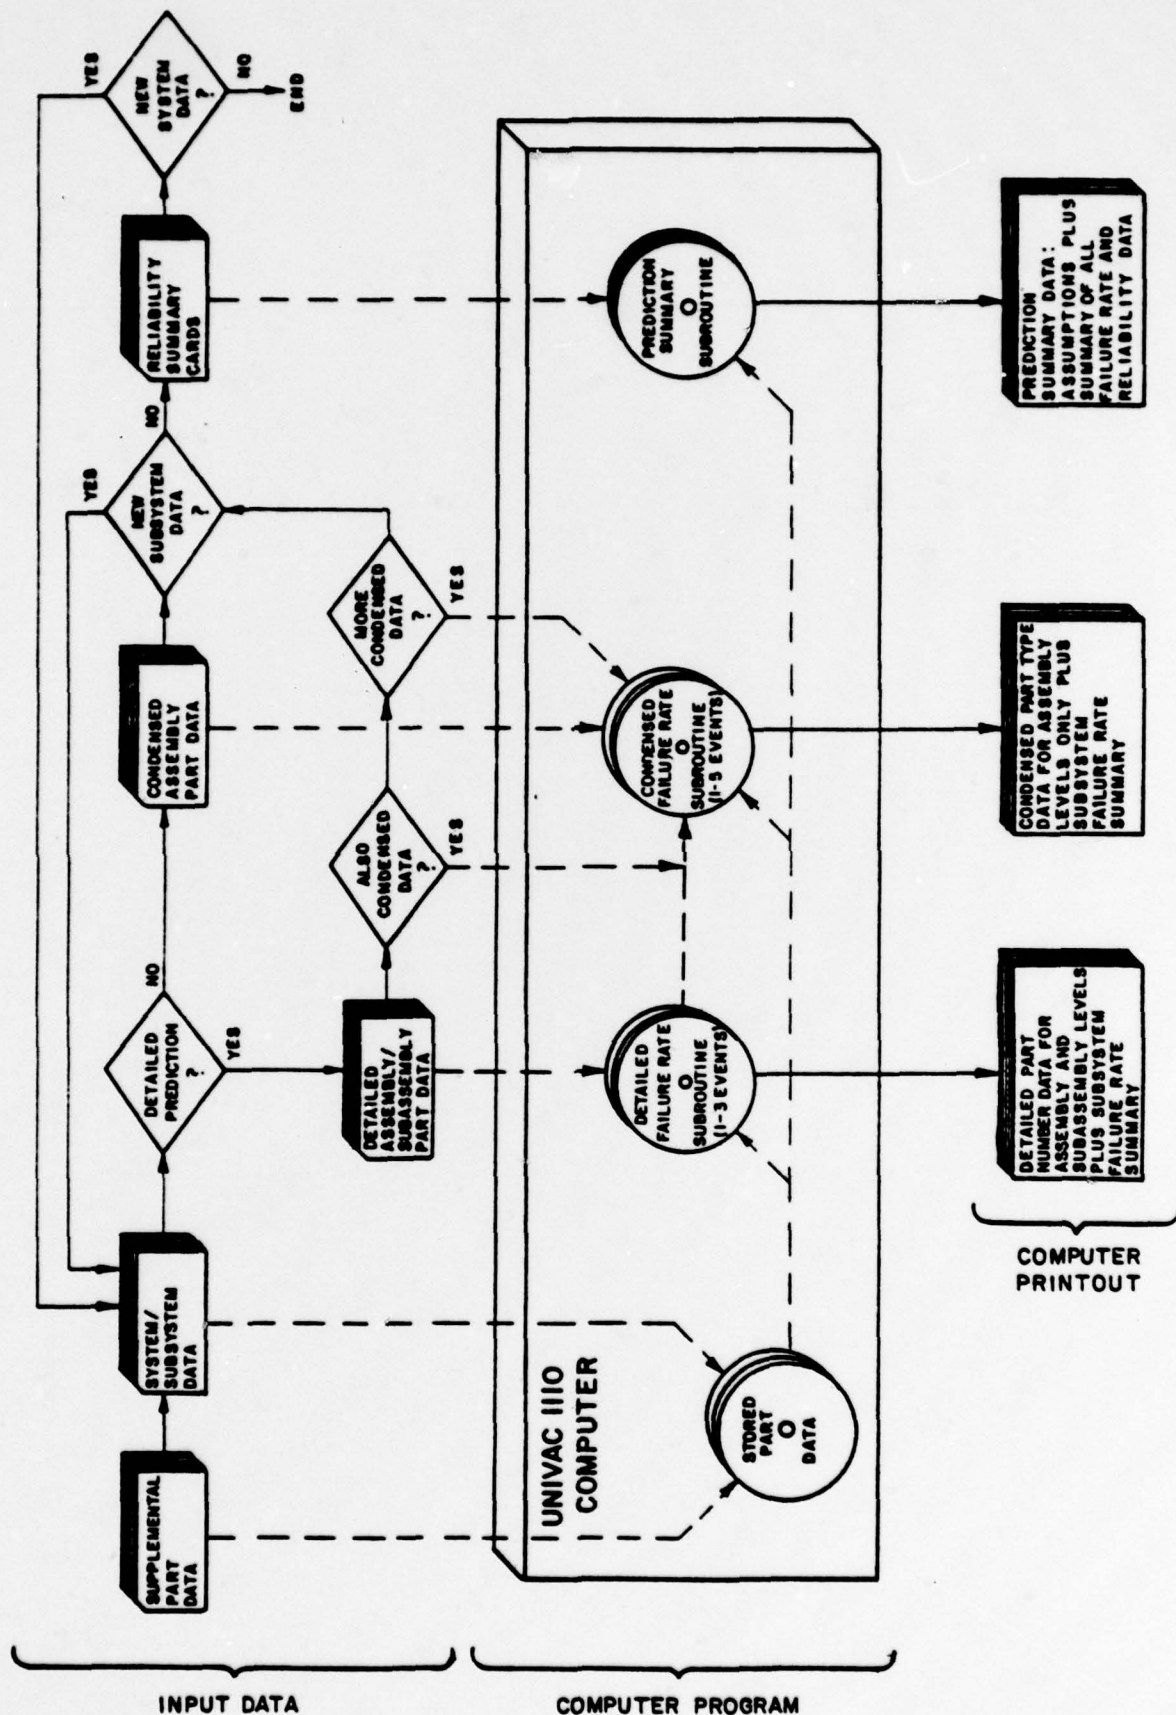 SUPPLEMENTAL
PART
DATA
SYSTEM/
SUBSYSTEM
DATA
DETAILED
PREDICTION
?
NO
YES
CONDENSED
ASSEMBLY
PART DATA
NEW
SUBSYSTEM
DATA
?
YES
NO
RELIABILITY
SUMMARY
CARDS
NEW
SYSTEM
DATA
?
YES
NO
END
DETAILED
ASSEMBLY/
SUBASSEMBLY
PART DATA
ALSO
CONDENSED
DATA
?
YES
MORE
CONDENSED
DATA
?
YES
INPUT DATA
UNIVAC 1110
COMPUTER
STORED
PART
DATA
DETAILED
FAILURE RATE
SUBROUTINE
(1-3 EVENTS)
CONDENSED
FAILURE RATE
SUBROUTINE
(1-5 EVENTS)
PREDICTION
SUMMARY
SUBROUTINE
COMPUTER PROGRAM
COMPUTER
PRINTOUT
DETAILED PART
NUMBER DATA FOR
ASSEMBLY AND
SUBASSEMBLY LEVELS
PLUS SUBSYSTEM
FAILURE RATE
SUMMARY
CONDENSED PART TYPE
DATA FOR ASSEMBLY
LEVELS ONLY PLUS
SUBSYSTEM
FAILURE RATE
SUMMARY
PREDICTION
SUMMARY DATA:
ASSUMPTIONS PLUS
SUMMARY OF ALL
FAILURE RATE AND
RELIABILITY DATA